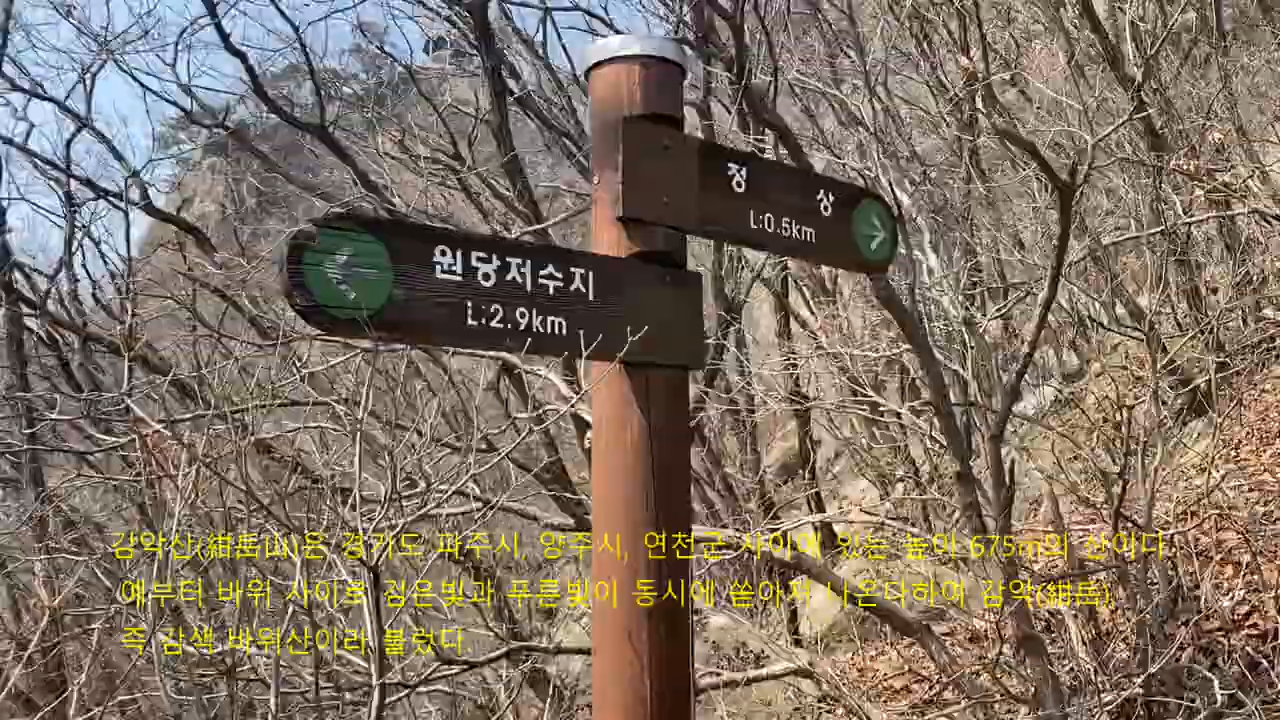 정상
L:0.5km
원당저수지
L:2.9km
감악산(紺岳山)은 경기도 파주시, 양주시, 연천군 사이에 있는 높이 675m의 산이다.
예부터 바위 사이로 검은빛과 푸른빛이 동시에 쏟아져 나온다하여 감악(紺岳),
즉 감색 바위산이라 불렀다.